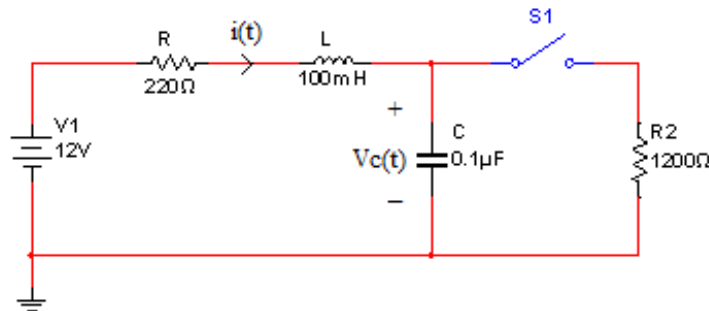 S1
R
i(t)
L
220Ω
100mH
V1
12V
+
C
Vc(t)
0.1µF
−
R2
1200Ω